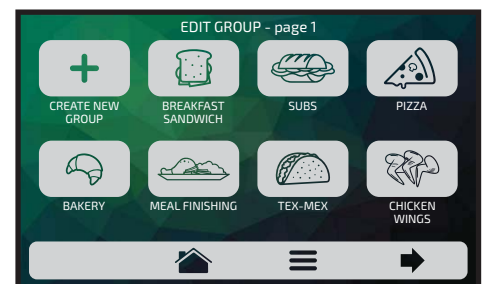 EDIT GROUP - page 1
CREATE NEW
GROUP
BREAKFAST
SANDWICH
SUBS
PIZZA
BAKERY
MEAL FINISHING
TEX-MEX
CHICKEN
WINGS